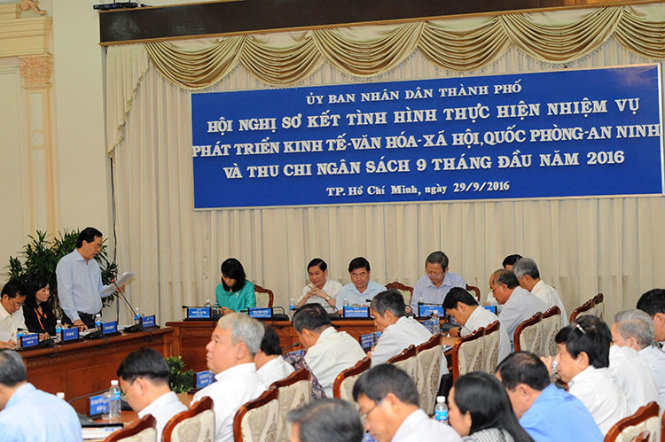 ỦY BAN NHÂN DÂN THÀNH PHỐ
HỘI NGHỊ SƠ KẾT TÌNH HÌNH THỰC HIỆN NHIỆM VỤ
PHÁT TRIỂN KINH TẾ-VĂN HÓA-XÃ HỘI, QUỐC PHÒNG-AN NINH
VÀ THU CHI NGÂN SÁCH 9 THÁNG ĐẦU NĂM 2016
TP. Hồ Chí Minh, ngày 29/9/2016